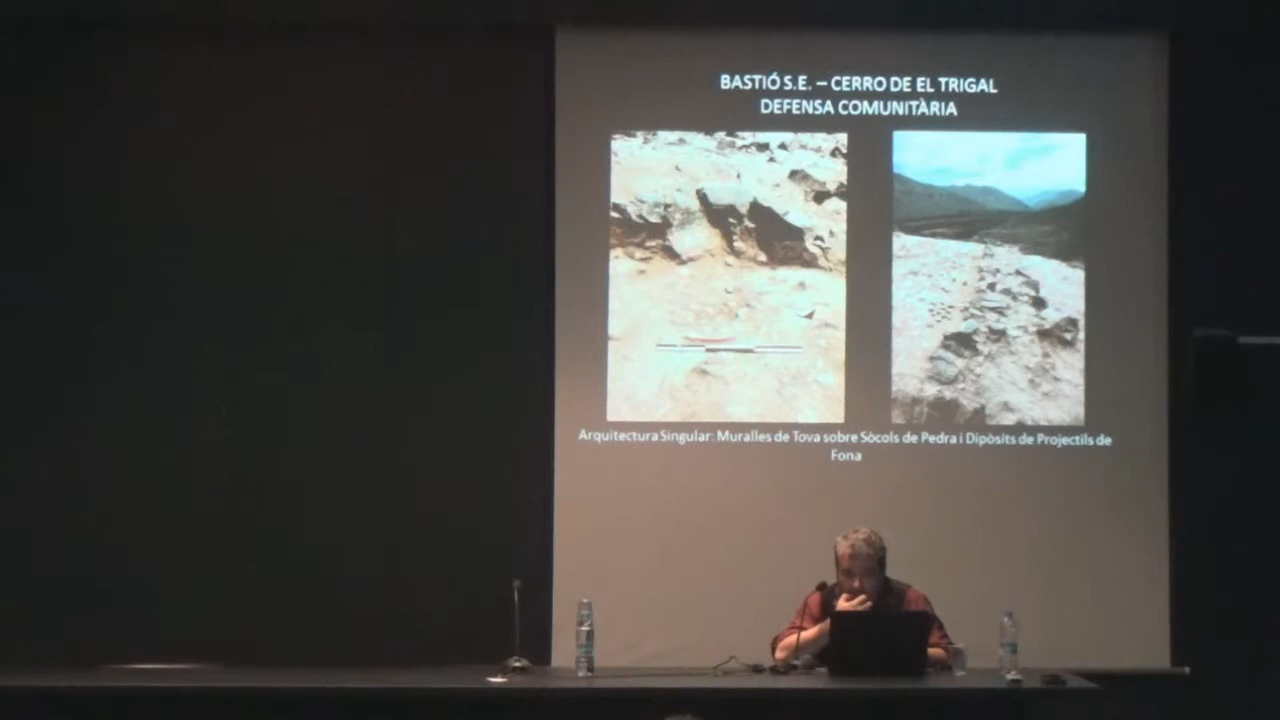 BASTIÓ S.E. – CERRO DE EL TRIGAL
DEFENSA COMUNITÀRIA
Arquitectura Singular: Muralles de Tova sobre Sòcols de Pedra i Dipòsits de Projectils de
Fona